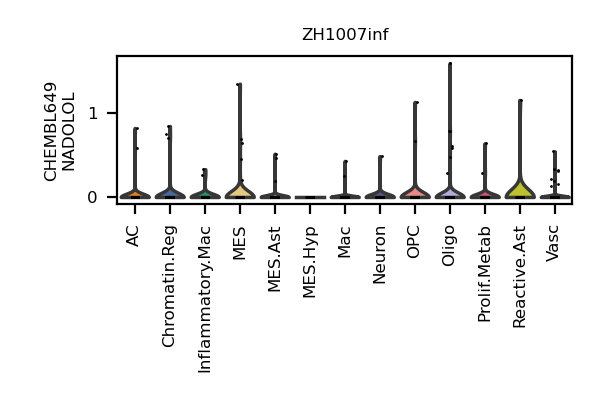 ZH1007inf
CHEMBL649
NADOLOL
1
0
AC
Chromatin.Reg
Inflammatory.Mac
MES
MES.Ast
MES.Hyp
Mac
Neuron
OPC
Oligo
Prolif.Metab
Reactive.Ast
Vasc